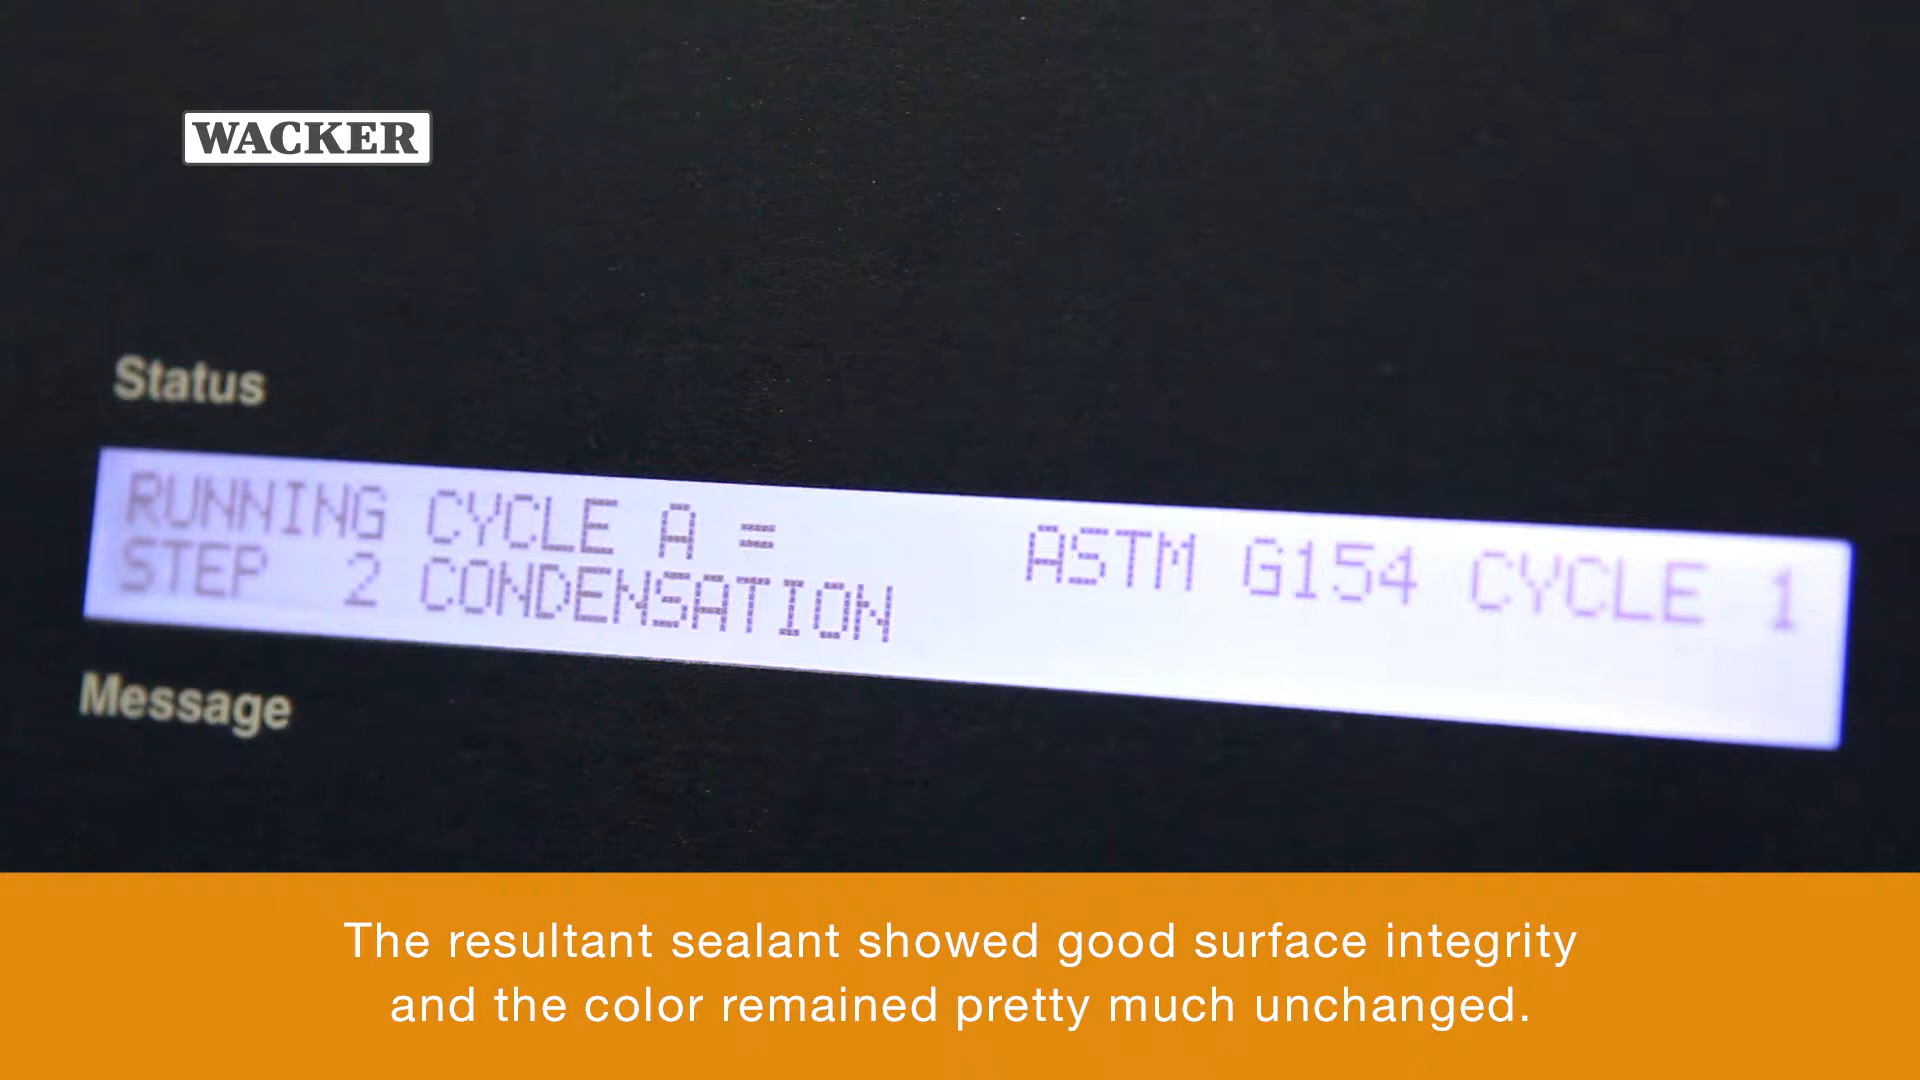 WACKER
Status
RUNNING CYCLE A = ASTM G154 CYCLE 1
STEP 2 CONDENSATION
Message
The resultant sealant showed good surface integrity
and the color remained pretty much unchanged.